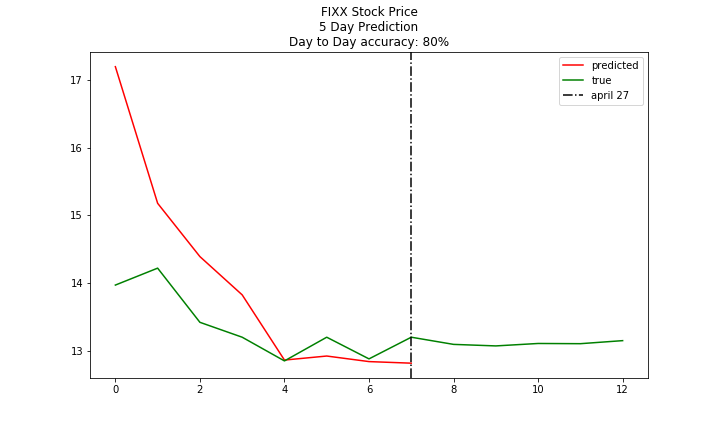 FIXX Stock Price
5 Day Prediction
Day to Day accuracy: 80%
predicted
true
april 27
17
16
15
14
13
0 2 4 6 8 10 12